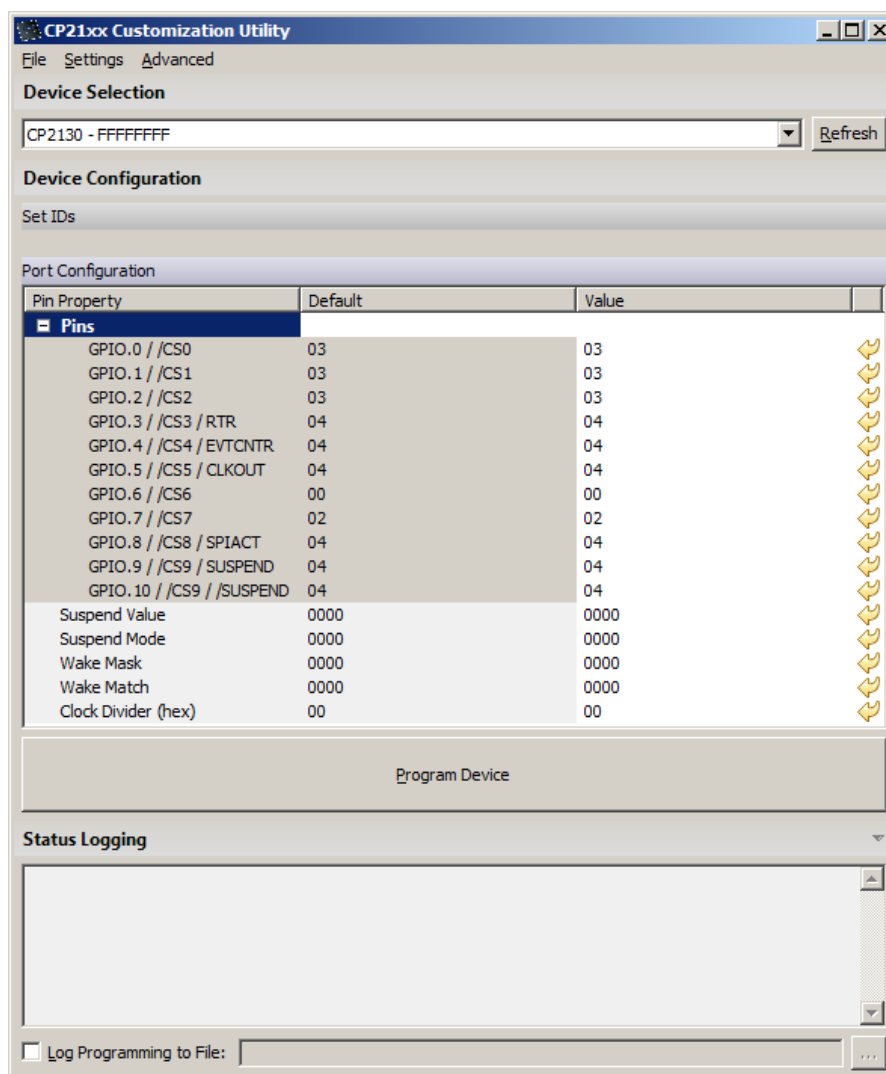 CP21xx Customization Utility
File Settings Advanced
Device Selection
CP2130 - FFFFFFFF Refresh
Device Configuration
Set IDs
Port Configuration
Pin Property Default Value
Pins
GPIO.0 / /CS0 03 03
GPIO.1 / /CS1 03 03
GPIO.2 / /CS2 03 03
GPIO.3 / /CS3 / RTR 04 04
GPIO.4 / /CS4 / EVTCNTR 04 04
GPIO.5 / /CS5 / CLKOUT 04 04
GPIO.6 / /CS6 00 00
GPIO.7 / /CS7 02 02
GPIO.8 / /CS8 / SPIACT 04 04
GPIO.9 / /CS9 / SUSPEND 04 04
GPIO.10 / /CS9 / /SUSPEND 04 04
Suspend Value 0000 0000
Suspend Mode 0000 0000
Wake Mask 0000 0000
Wake Match 0000 0000
Clock Divider (hex) 00 00
Program Device
Status Logging
Log Programming to File: ...